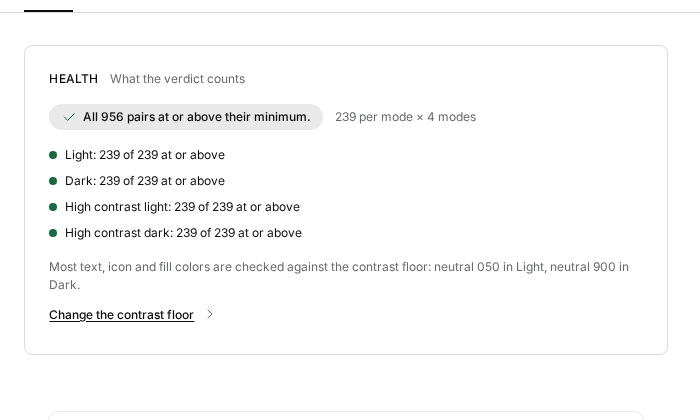 HEALTH What the verdict counts
All 956 pairs at or above their minimum. 239 per mode × 4 modes
Light: 239 of 239 at or above
Dark: 239 of 239 at or above
High contrast light: 239 of 239 at or above
High contrast dark: 239 of 239 at or above
Most text, icon and fill colors are checked against the contrast floor: neutral 050 in Light, neutral 900 in
Dark.
Change the contrast floor